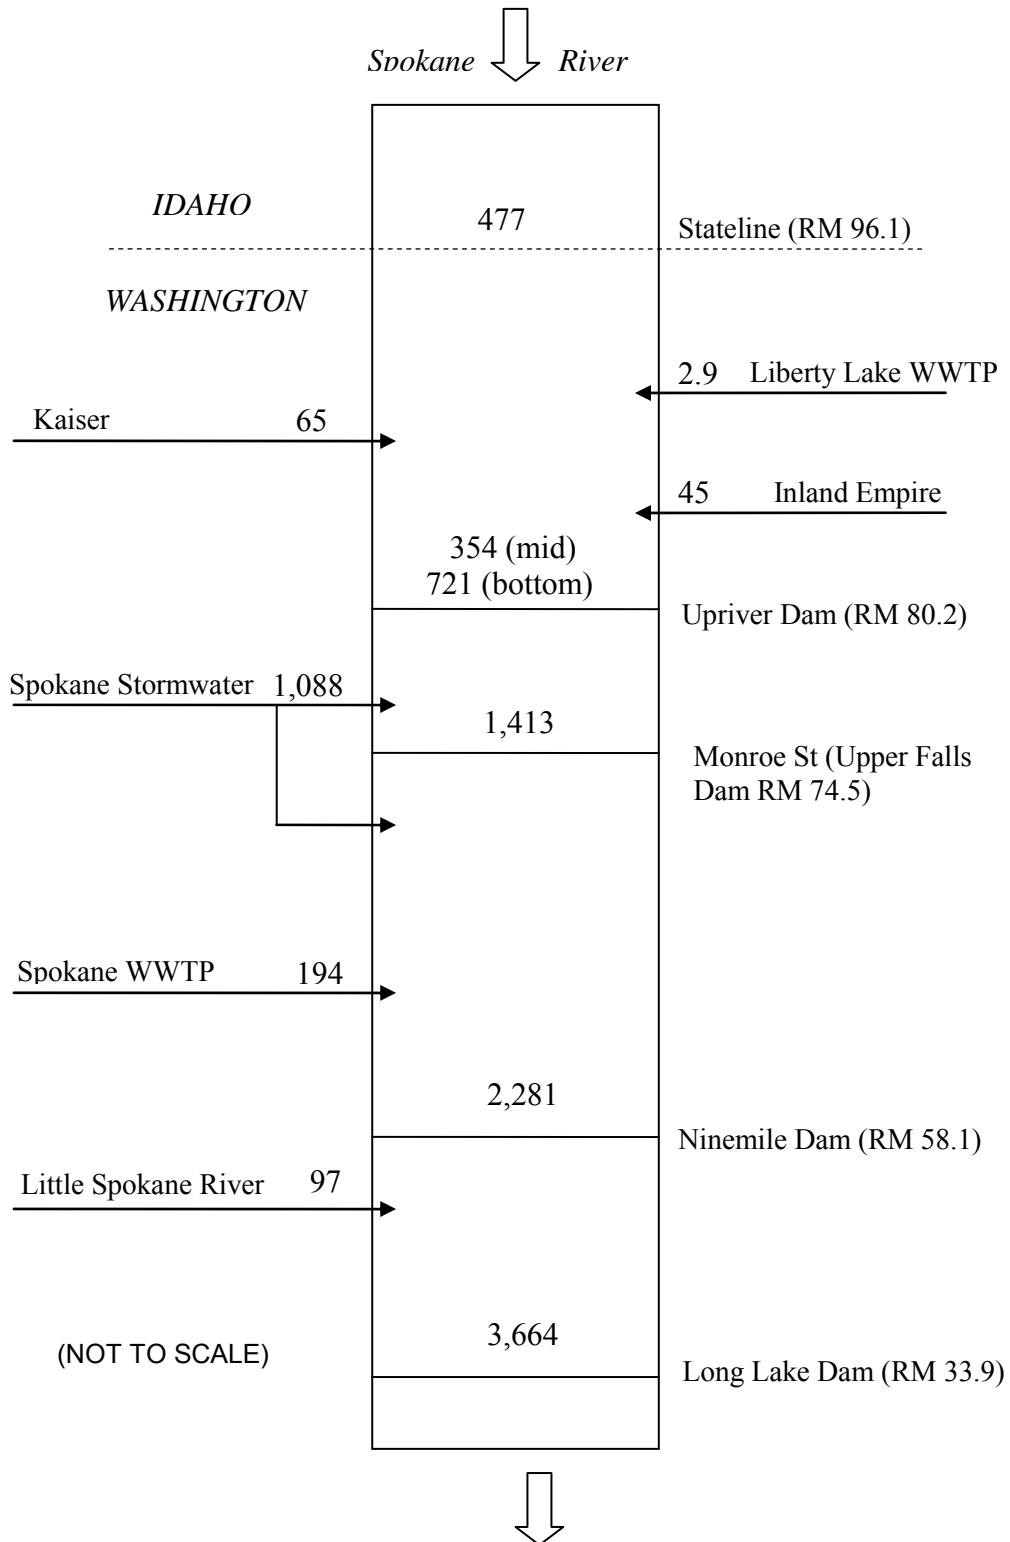 Spokane River
IDAHO
477
Stateline (RM 96.1)
WASHINGTON
2.9 Liberty Lake WWTP
Kaiser 65
45 Inland Empire
354 (mid)
721 (bottom)
Upriver Dam (RM 80.2)
Spokane Stormwater 1,088
1,413
Monroe St (Upper Falls
Dam RM 74.5)
Spokane WWTP 194
2,281
Ninemile Dam (RM 58.1)
Little Spokane River 97
3,664
(NOT TO SCALE)
Long Lake Dam (RM 33.9)